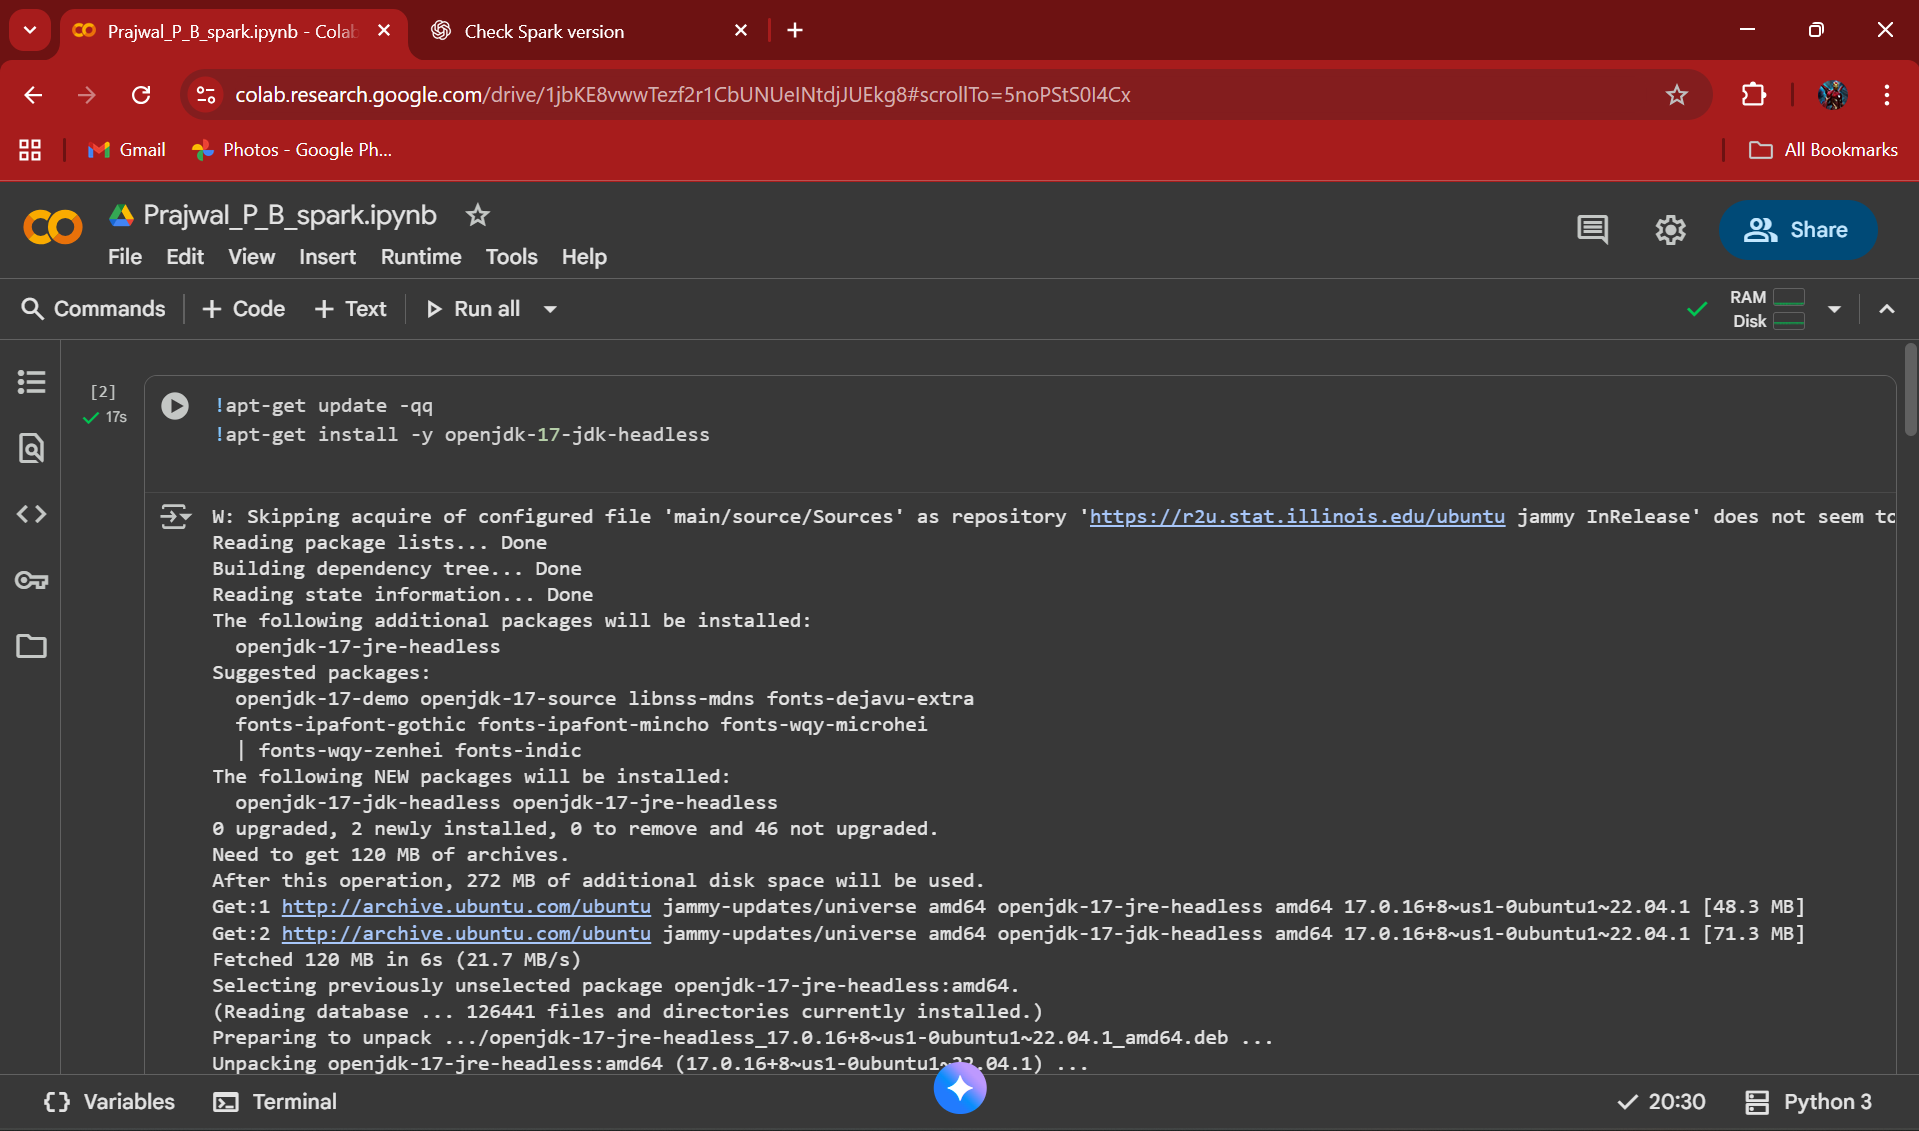 Prajwal_P_B_spark.ipynb - Colab
Check Spark version
colab.research.google.com/drive/1jbKE8vwwTezf2r1CbUNUeINtdjJUEkg8#scrollTo=5noPStS0I4Cx
Gmail
Photos - Google Ph...
All Bookmarks
Prajwal_P_B_spark.ipynb
Share
File Edit View Insert Runtime Tools Help
Commands + Code + Text Run all
RAM
Disk
[2]
17s
!apt-get update -qq
!apt-get install -y openjdk-17-jdk-headless
W: Skipping acquire of configured file 'main/source/Sources' as repository 'https://r2u.stat.illinois.edu/ubuntu jammy InRelease' does not seem to
Reading package lists... Done
Building dependency tree... Done
Reading state information... Done
The following additional packages will be installed:
openjdk-17-jre-headless
Suggested packages:
openjdk-17-demo openjdk-17-source libnss-mdns fonts-dejavu-extra
fonts-ipafont-gothic fonts-ipafont-mincho fonts-wqy-microhei
| fonts-wqy-zenhei fonts-indic
The following NEW packages will be installed:
openjdk-17-jdk-headless openjdk-17-jre-headless
0 upgraded, 2 newly installed, 0 to remove and 46 not upgraded.
Need to get 120 MB of archives.
After this operation, 272 MB of additional disk space will be used.
Get:1 http://archive.ubuntu.com/ubuntu jammy-updates/universe amd64 openjdk-17-jre-headless amd64 17.0.16+8~us1-0ubuntu1~22.04.1 [48.3 MB]
Get:2 http://archive.ubuntu.com/ubuntu jammy-updates/universe amd64 openjdk-17-jdk-headless amd64 17.0.16+8~us1-0ubuntu1~22.04.1 [71.3 MB]
Fetched 120 MB in 6s (21.7 MB/s)
Selecting previously unselected package openjdk-17-jre-headless:amd64.
(Reading database ... 126441 files and directories currently installed.)
Preparing to unpack .../openjdk-17-jre-headless_17.0.16+8~us1-0ubuntu1~22.04.1_amd64.deb ...
Unpacking openjdk-17-jre-headless:amd64 (17.0.16+8~us1-0ubuntu1~22.04.1) ...
Variables
Terminal
20:30
Python 3